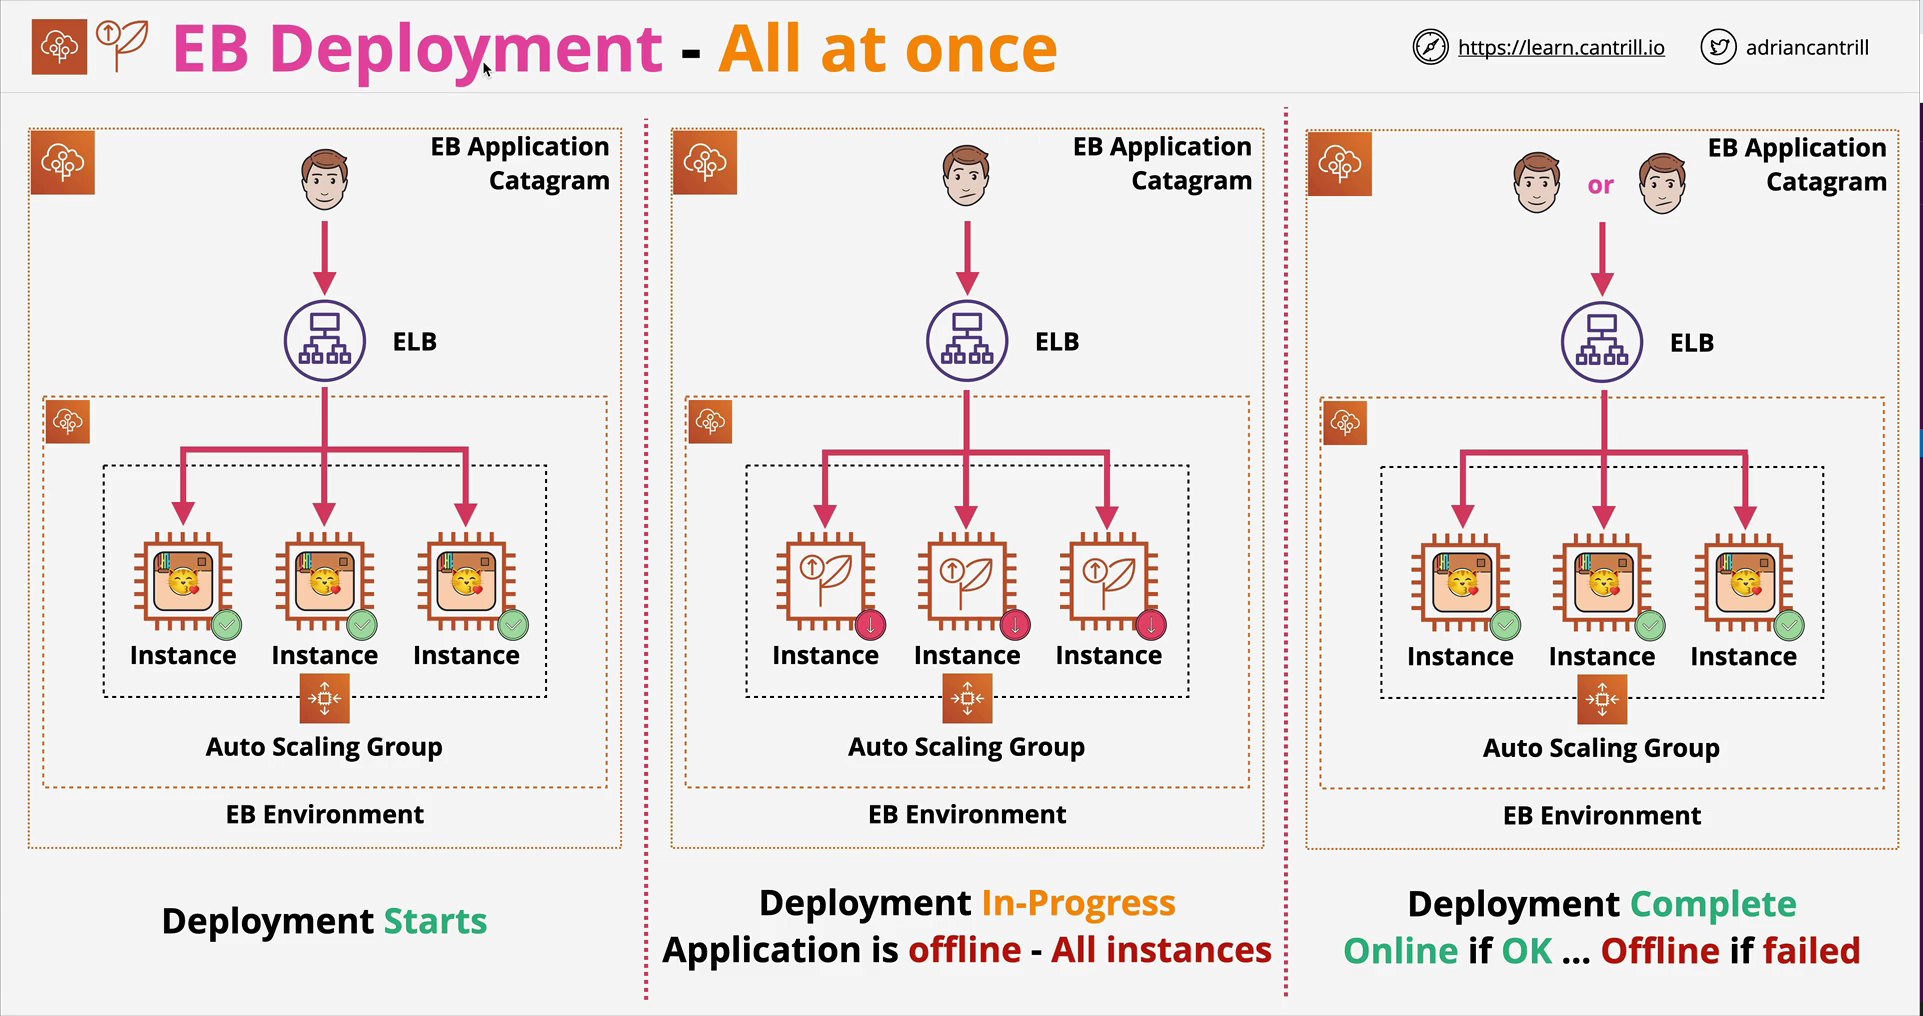 EB Deployment - All at once
https://learn.cantrill.io
adriancantrill
EB Application
Catagram
ELB
Instance Instance Instance
Auto Scaling Group
EB Environment
Deployment Starts
EB Application
Catagram
ELB
Instance Instance Instance
Auto Scaling Group
EB Environment
Deployment In-Progress
Application is offline - All instances
EB Application
Catagram
or
ELB
Instance Instance Instance
Auto Scaling Group
EB Environment
Deployment Complete
Online if OK ... Offline if failed